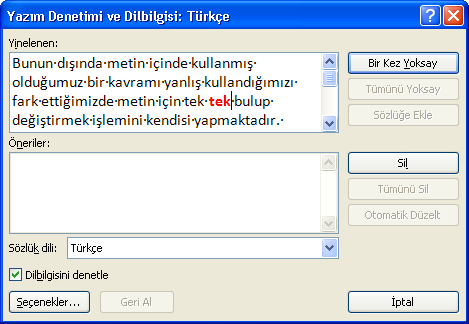 Yazım Denetimi ve Dilbilgisi: Türkçe
Yinelenen:
Bunun·dışında·metin·içinde·kullanmış·
olduğumuz·bir·kavramı·yanlış·kullandığımızı·
fark·ettiğimizde·metin·için·tek·tek·bulup·
değiştirmek·işlemini·kendisi·yapmaktadır.·
Bir Kez Yoksay
Tümünü Yoksay
Sözlüğe Ekle
Öneriler:
Sil
Tümünü Sil
Otomatik Düzelt
Sözlük dili: Türkçe
Dilbilgisini denetle
Seçenekler... Geri Al İptal